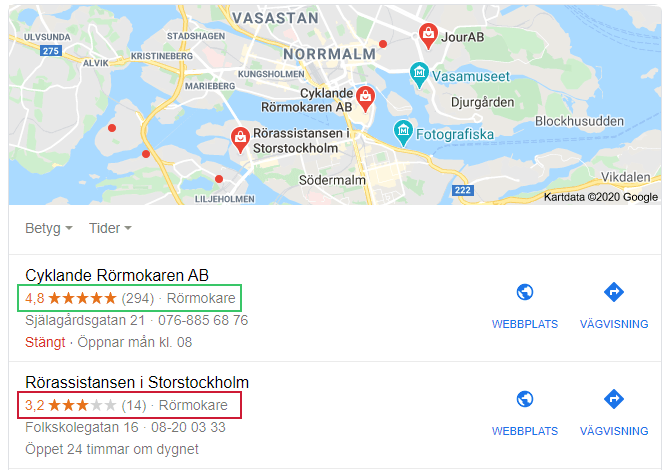 VASASTAN
ULVSUNDA
STADSHAGEN
JourAB
275
KRISTINEBERG
NORRMALM
ALVIK
KUNGSHOLMEN
Vasamuseet
MARIEBERG
Cyklande
Rörmokaren AB
Djurgården
Blockhusudden
Rörassistansen i
Storstockholm
Fotografiska
Södermalm
Vikdalen
222
LILJEHOLMEN
Kartdata ©2020 Google
Betyg Tider
Cyklande Rörmokaren AB
4,8 ★★★★★ (294) · Rörmokare
Själagårdsgatan 21 · 076-885 68 76
WEBBPLATS VÄGVISNING
Stängt · Öppnar mån kl. 08
Rörassistansen i Storstockholm
3,2 ★★★★★ (14) · Rörmokare
Folkskolegatan 16 · 08-20 03 33
WEBBPLATS VÄGVISNING
Öppet 24 timmar om dygnet